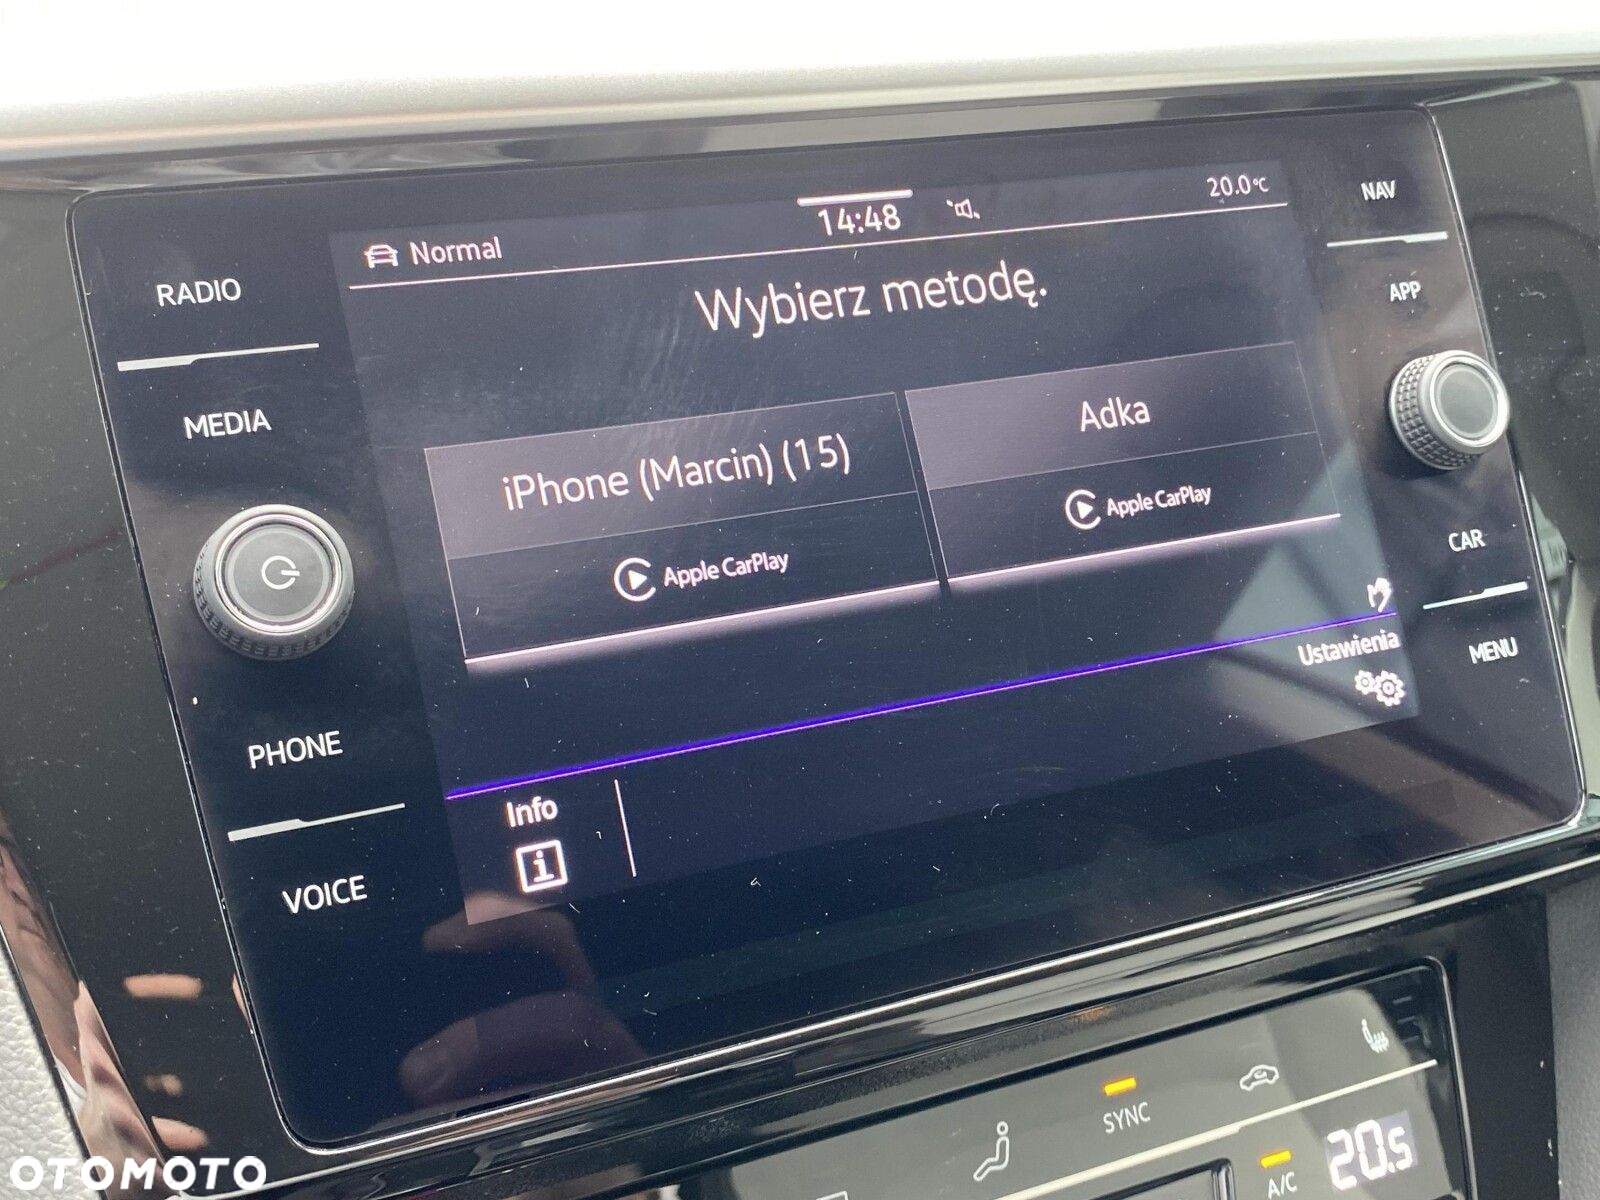 Normal
14:48
20.0°C
Wybierz metodę.
iPhone (Marcin) (15)
Apple CarPlay
Adka
Apple CarPlay
Ustawienia
Info
i
RADIO
MEDIA
PHONE
VOICE
NAV
APP
CAR
MENU
SYNC
A/C
20.5
OTOMOTO